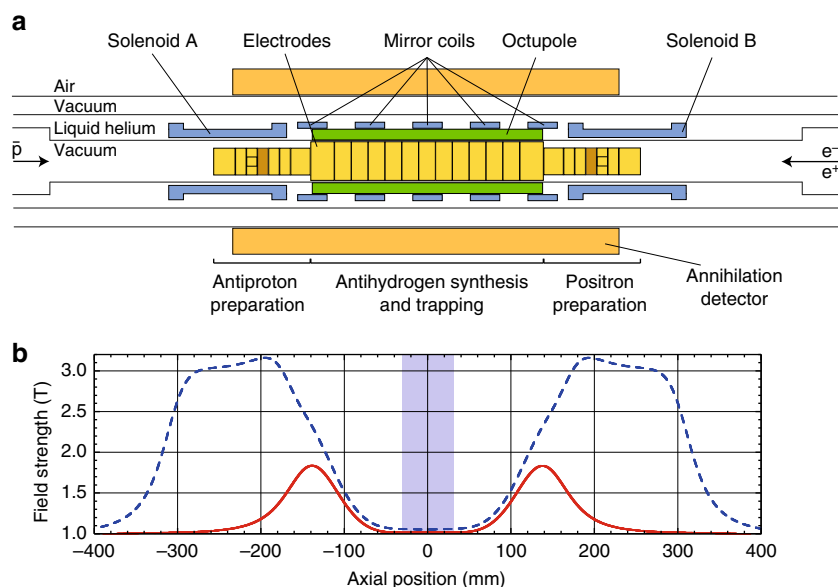 a
Solenoid A
Electrodes
Mirror coils
Octupole
Solenoid B
Air
Vacuum
Liquid helium
Vacuum
p̄
e⁻
e⁺
Antiproton
preparation
Antihydrogen synthesis
and trapping
Positron
preparation
Annihilation
detector
b
Field strength (T)
3.0
2.5
2.0
1.5
1.0
–400 –300 –200 –100 0 100 200 300 400
Axial position (mm)